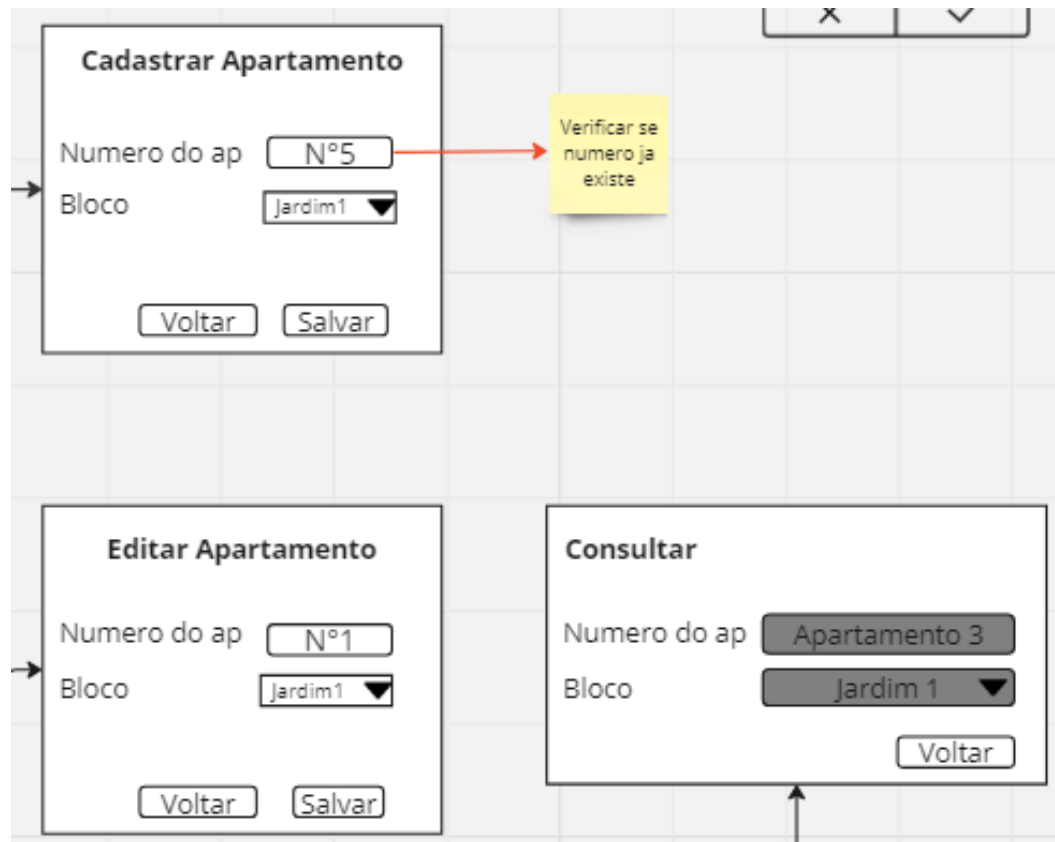 Cadastrar Apartamento
Numero do ap N°5
Bloco Jardim1
Voltar Salvar
Verificar se
numero ja
existe
Editar Apartamento
Numero do ap N°1
Bloco Jardim1
Voltar Salvar
Consultar
Numero do ap Apartamento 3
Bloco Jardim 1
Voltar